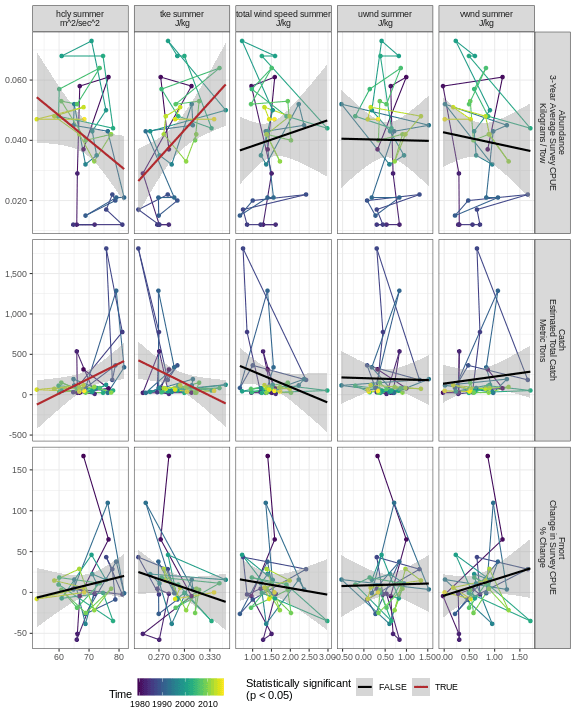 hcly summer
m^2/sec^2
tke summer
J/kg
total wind speed summer
J/kg
uwnd summer
J/kg
vwnd summer
J/kg
0.060
0.040
0.020
Abundance
3-Year Average Survey CPUE
Kilograms / Tow
1,500
1,000
500
0
-500
Catch
Estimated Total Catch
Metric Tons
150
100
50
0
-50
Fmort
Change in Survey CPUE
% Change
60 70 80
0.270 0.300 0.330
1.00 1.50 2.00 2.50 3.00
-0.50 0.00 0.50 1.00 1.50
0.00 0.50 1.00 1.50
Time
1980 1990 2000 2010
Statistically significant
(p < 0.05)
FALSE
TRUE